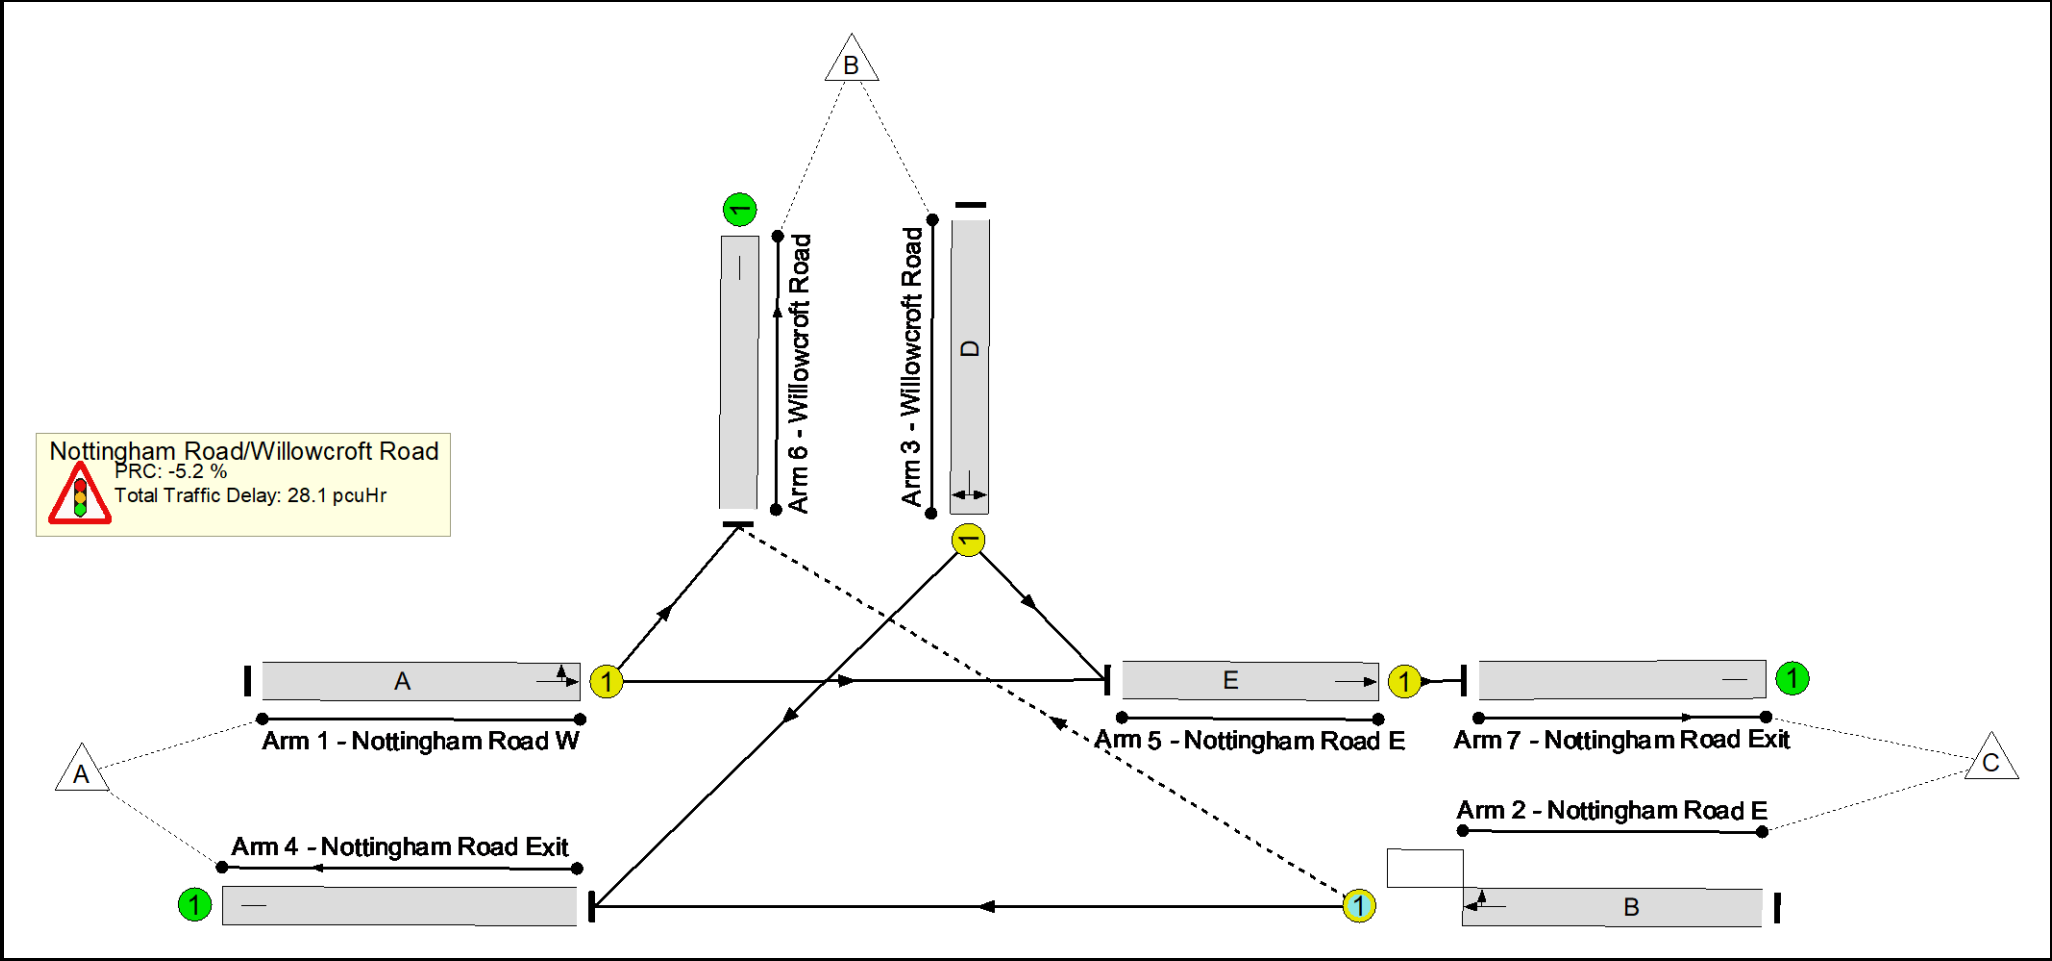 B
1
1
Arm 6 - Willowcroft Road
Arm 3 - Willowcroft Road
D
Nottingham Road/Willowcroft Road
PRC: -5.2 %
Total Traffic Delay: 28.1 pcuHr
A
1
E
1
1
Arm 1 - Nottingham Road W
Arm 5 - Nottingham Road E
Arm 7 - Nottingham Road Exit
A
C
Arm 2 - Nottingham Road E
Arm 4 - Nottingham Road Exit
1
1
B